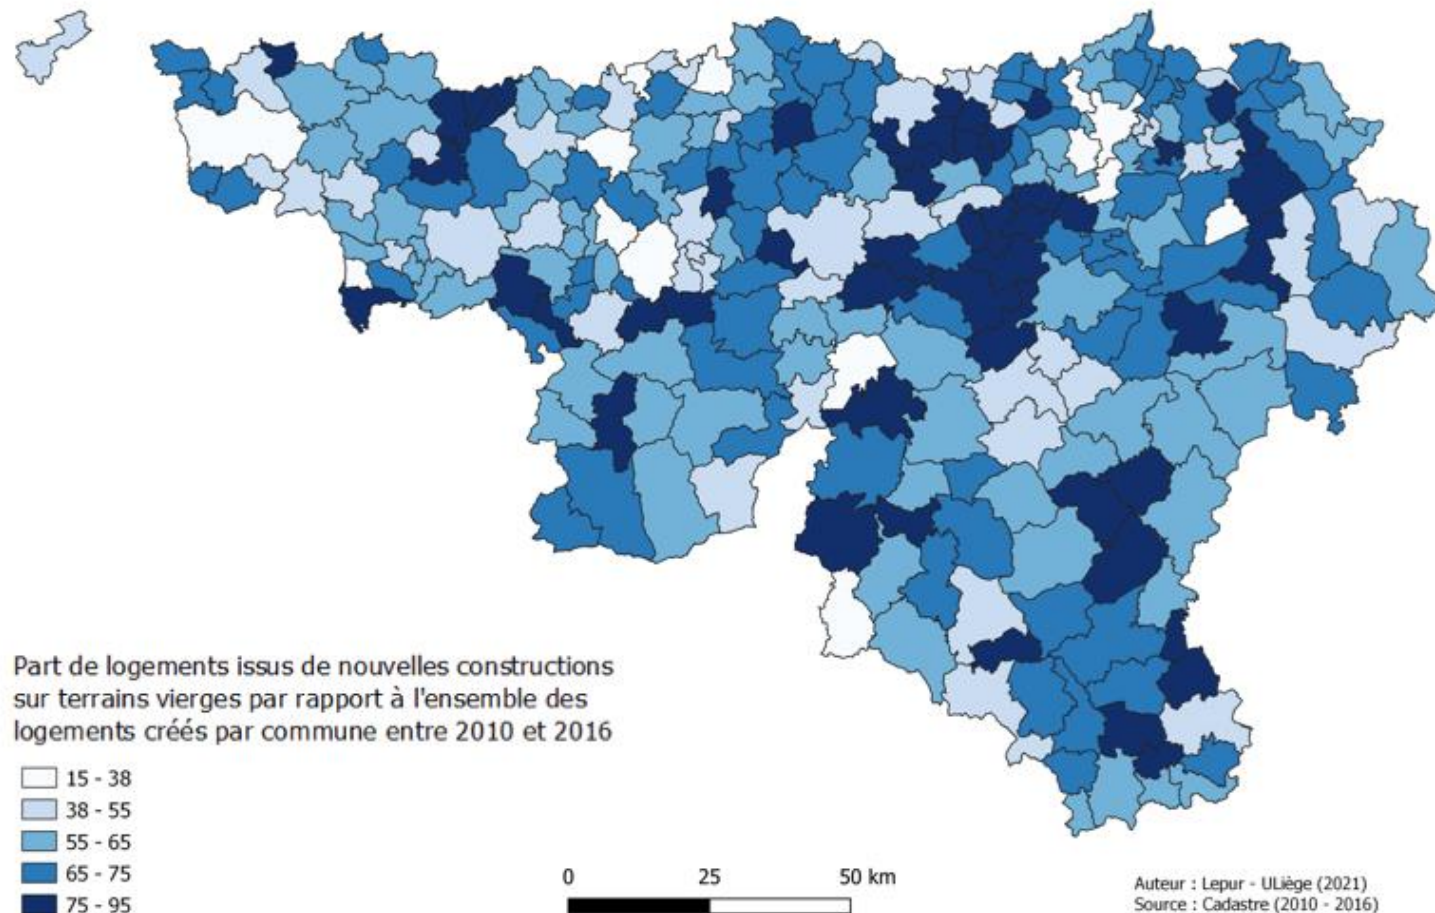 Part de logements issus de nouvelles constructions
sur terrains vierges par rapport à l'ensemble des
logements créés par commune entre 2010 et 2016
15 - 38
38 - 55
55 - 65
65 - 75
75 - 95
0 25 50 km
Auteur : Lepur - ULiège (2021)
Source : Cadastre (2010 - 2016)